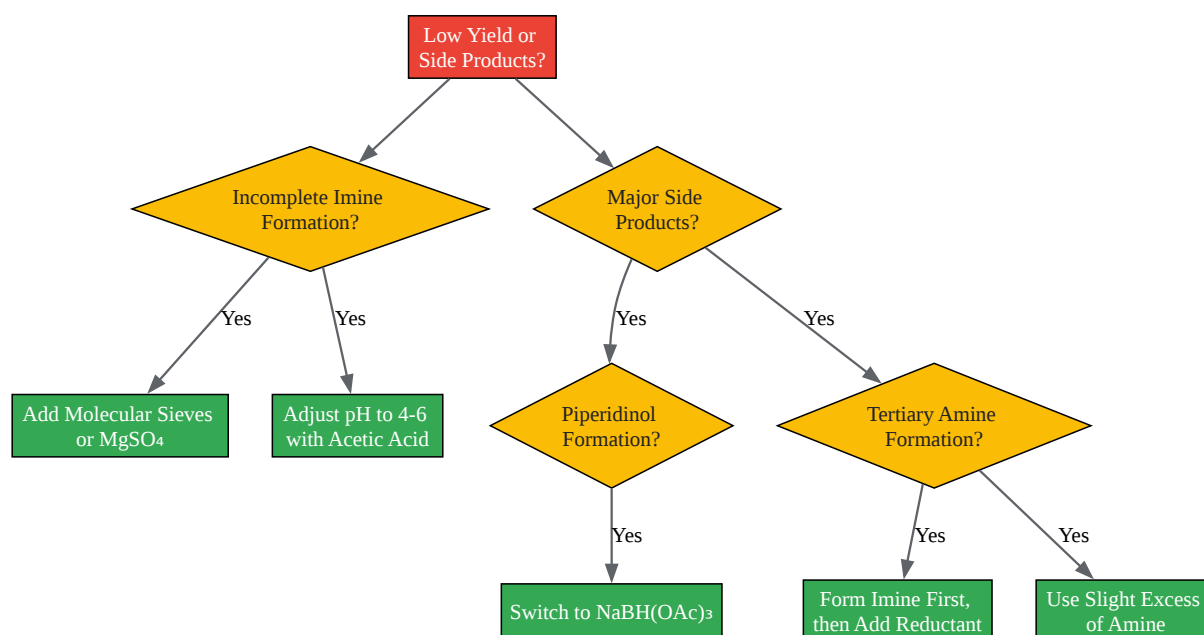 Low Yield or
Side Products?
Incomplete Imine
Formation?
Major Side
Products?
Yes
Yes
Yes
Yes
Add Molecular Sieves
or MgSO₄
Adjust pH to 4-6
with Acetic Acid
Piperidinol
Formation?
Tertiary Amine
Formation?
Yes
Yes
Yes
Switch to NaBH(OAc)₃
Form Imine First,
then Add Reductant
Use Slight Excess
of Amine